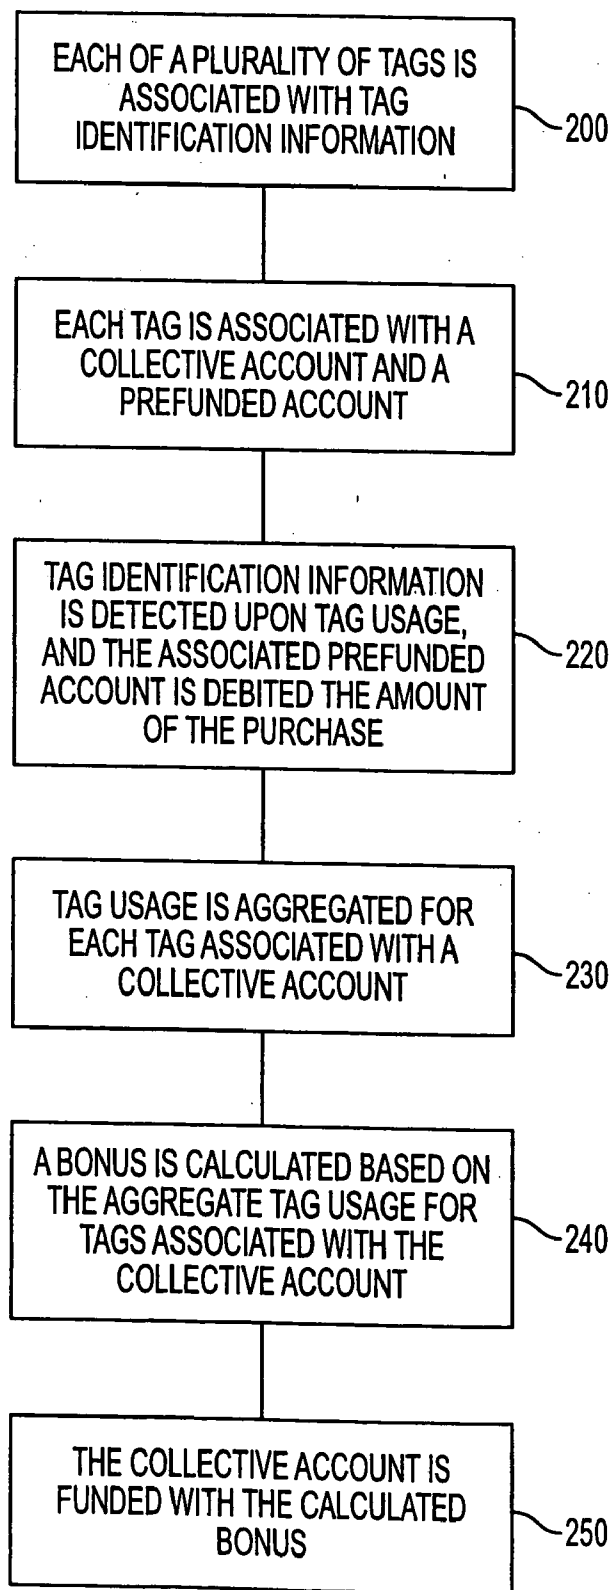 EACH OF A PLURALITY OF TAGS IS
ASSOCIATED WITH TAG
IDENTIFICATION INFORMATION
200
EACH TAG IS ASSOCIATED WITH A
COLLECTIVE ACCOUNT AND A
PREFUNDED ACCOUNT
210
TAG IDENTIFICATION INFORMATION
IS DETECTED UPON TAG USAGE,
AND THE ASSOCIATED PREFUNDED
ACCOUNT IS DEBITED THE AMOUNT
OF THE PURCHASE
220
TAG USAGE IS AGGREGATED FOR
EACH TAG ASSOCIATED WITH A
COLLECTIVE ACCOUNT
230
A BONUS IS CALCULATED BASED ON
THE AGGREGATE TAG USAGE FOR
TAGS ASSOCIATED WITH THE
COLLECTIVE ACCOUNT
240
THE COLLECTIVE ACCOUNT IS
FUNDED WITH THE CALCULATED
BONUS
250